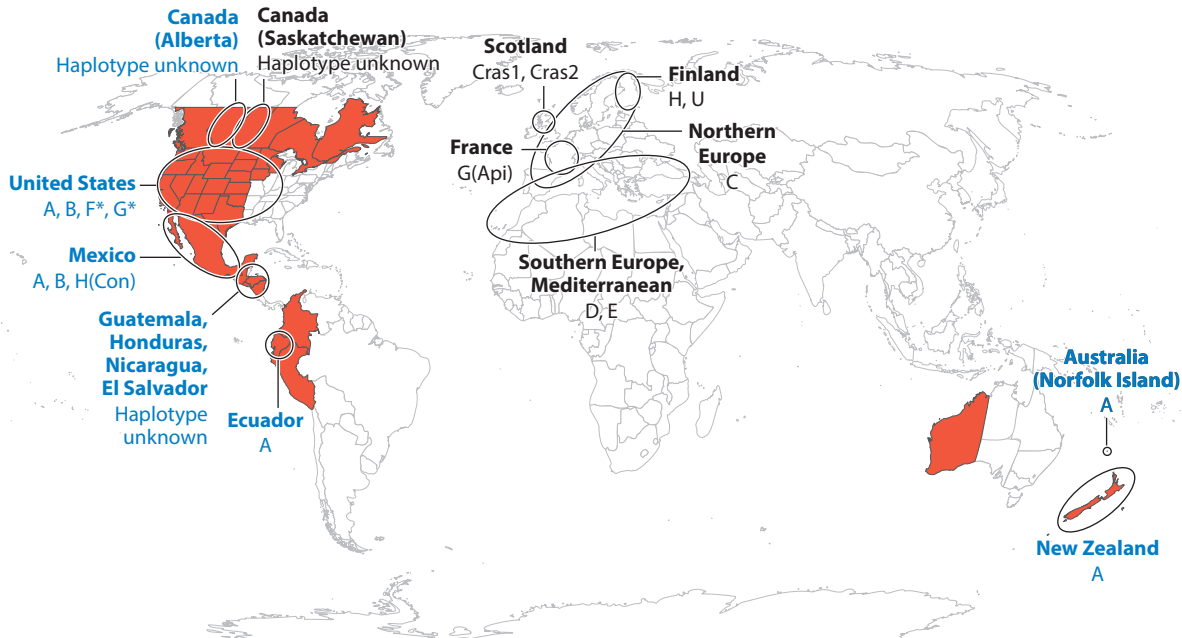 Canada
(Alberta)
Haplotype unknown
Canada
(Saskatchewan)
Haplotype unknown
Scotland
Cras1, Cras2
Finland
H, U
Northern
Europe
C
France
G(Api)
United States
A, B, F*, G*
Mexico
A, B, H(Con)
Southern Europe,
Mediterranean
D, E
Guatemala,
Honduras,
Nicaragua,
El Salvador
Haplotype
unknown
Ecuador
A
Australia
(Norfolk Island)
A
New Zealand
A